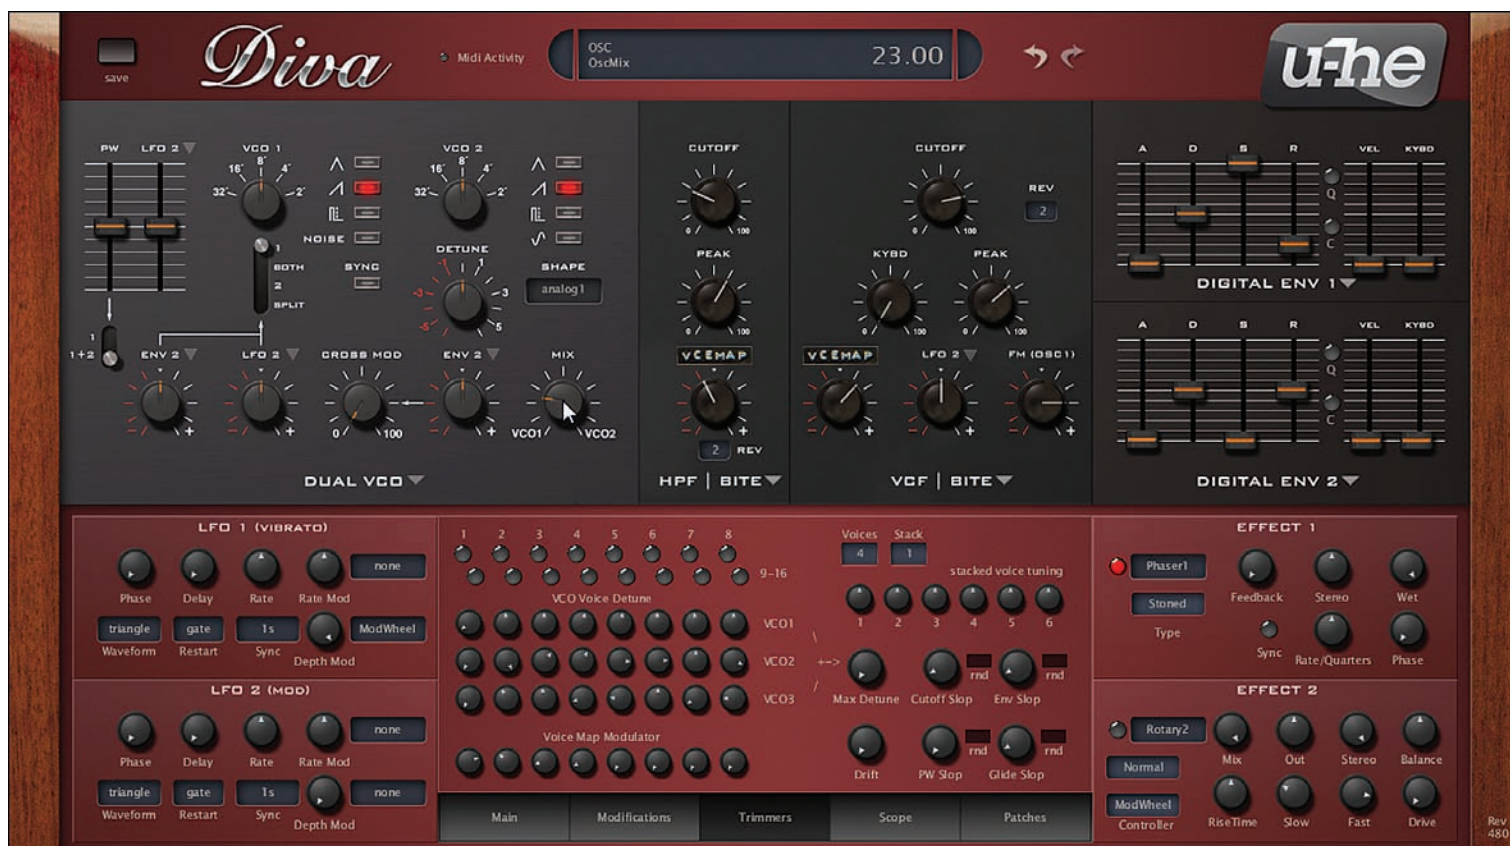 save
Diva
Midi Activity
OSC
OscMix
23.00
u-he
PW LFO 2 VCO 1 VCO 2
32' 16' 8' 4' 2'
32' 16' 8' 4' 2'
NOISE
1
BOTH
2
SPLIT
SYNC
DETUNE
-1 1
-3 3
-5 5
SHAPE
analog1
1
1+2
ENV 2 LFO 2 CROSS MOD ENV 2 MIX
- + - + 0 100 - + VCO1 VCO2
DUAL VCO
CUTOFF
0 100
PEAK
0 100
VCEMAP
- +
2 REV
HPF | BITE
CUTOFF
0 100
REV
2
KYBD PEAK
0 100 0 100
VCEMAP LFO 2 FM (OSC1)
- + - + - +
VCF | BITE
A D S R VEL KYBD
Q
C
DIGITAL ENV 1
A D S R VEL KYBD
Q
C
DIGITAL ENV 2
LFO 1 (VIBRATO)
none
Phase Delay Rate Rate Mod
triangle gate 1s ModWheel
Waveform Restart Sync Depth Mod
LFO 2 (MOD)
none
Phase Delay Rate Rate Mod
triangle gate 1s none
Waveform Restart Sync Depth Mod
1 2 3 4 5 6 7 8
9-16
VCO Voice Detune
VCO1
VCO2
VCO3
Voice Map Modulator
Voices Stack
4 1
stacked voice tuning
1 2 3 4 5 6
\
+->
/
rnd rnd
Max Detune Cutoff Slop Env Slop
rnd rnd
Drift PW Slop Glide Slop
Main Modifications Trimmers Scope Patches
EFFECT 1
Phaser1
Stoned
Type
Feedback Stereo Wet
Sync Rate/Quarters Phase
EFFECT 2
Rotary2
Normal
Mix Out Stereo Balance
ModWheel
Controller RiseTime Slow Fast Drive
Rev
480